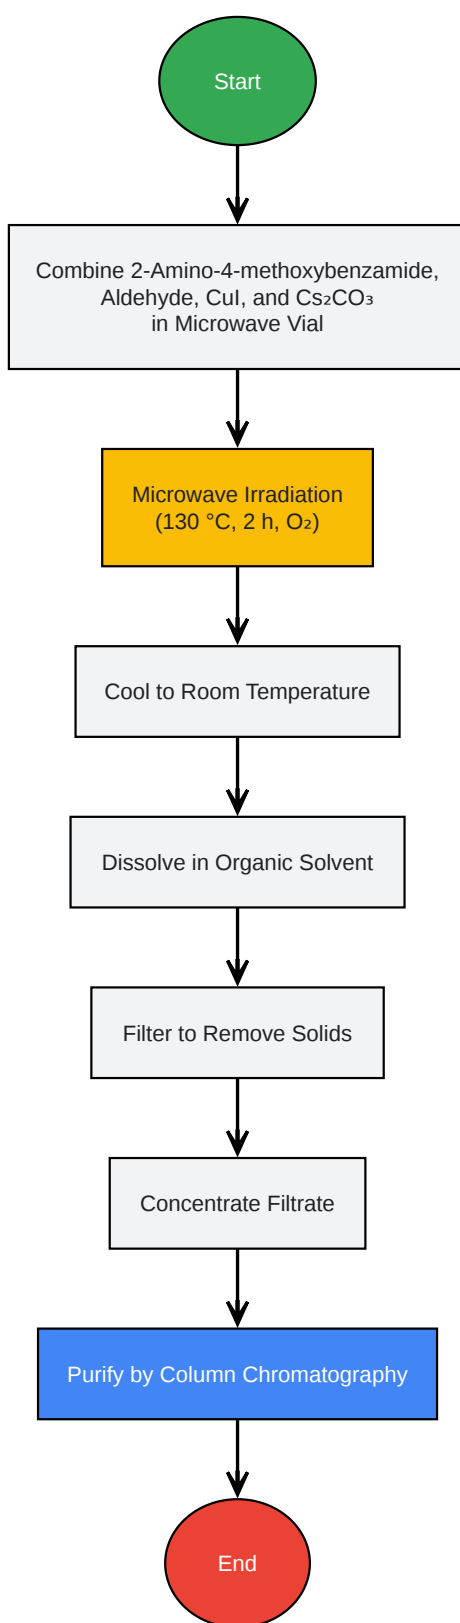 Start
Combine 2-Amino-4-methoxybenzamide,
Aldehyde, CuI, and Cs₂CO₃
in Microwave Vial
Microwave Irradiation
(130 °C, 2 h, O₂)
Cool to Room Temperature
Dissolve in Organic Solvent
Filter to Remove Solids
Concentrate Filtrate
Purify by Column Chromatography
End